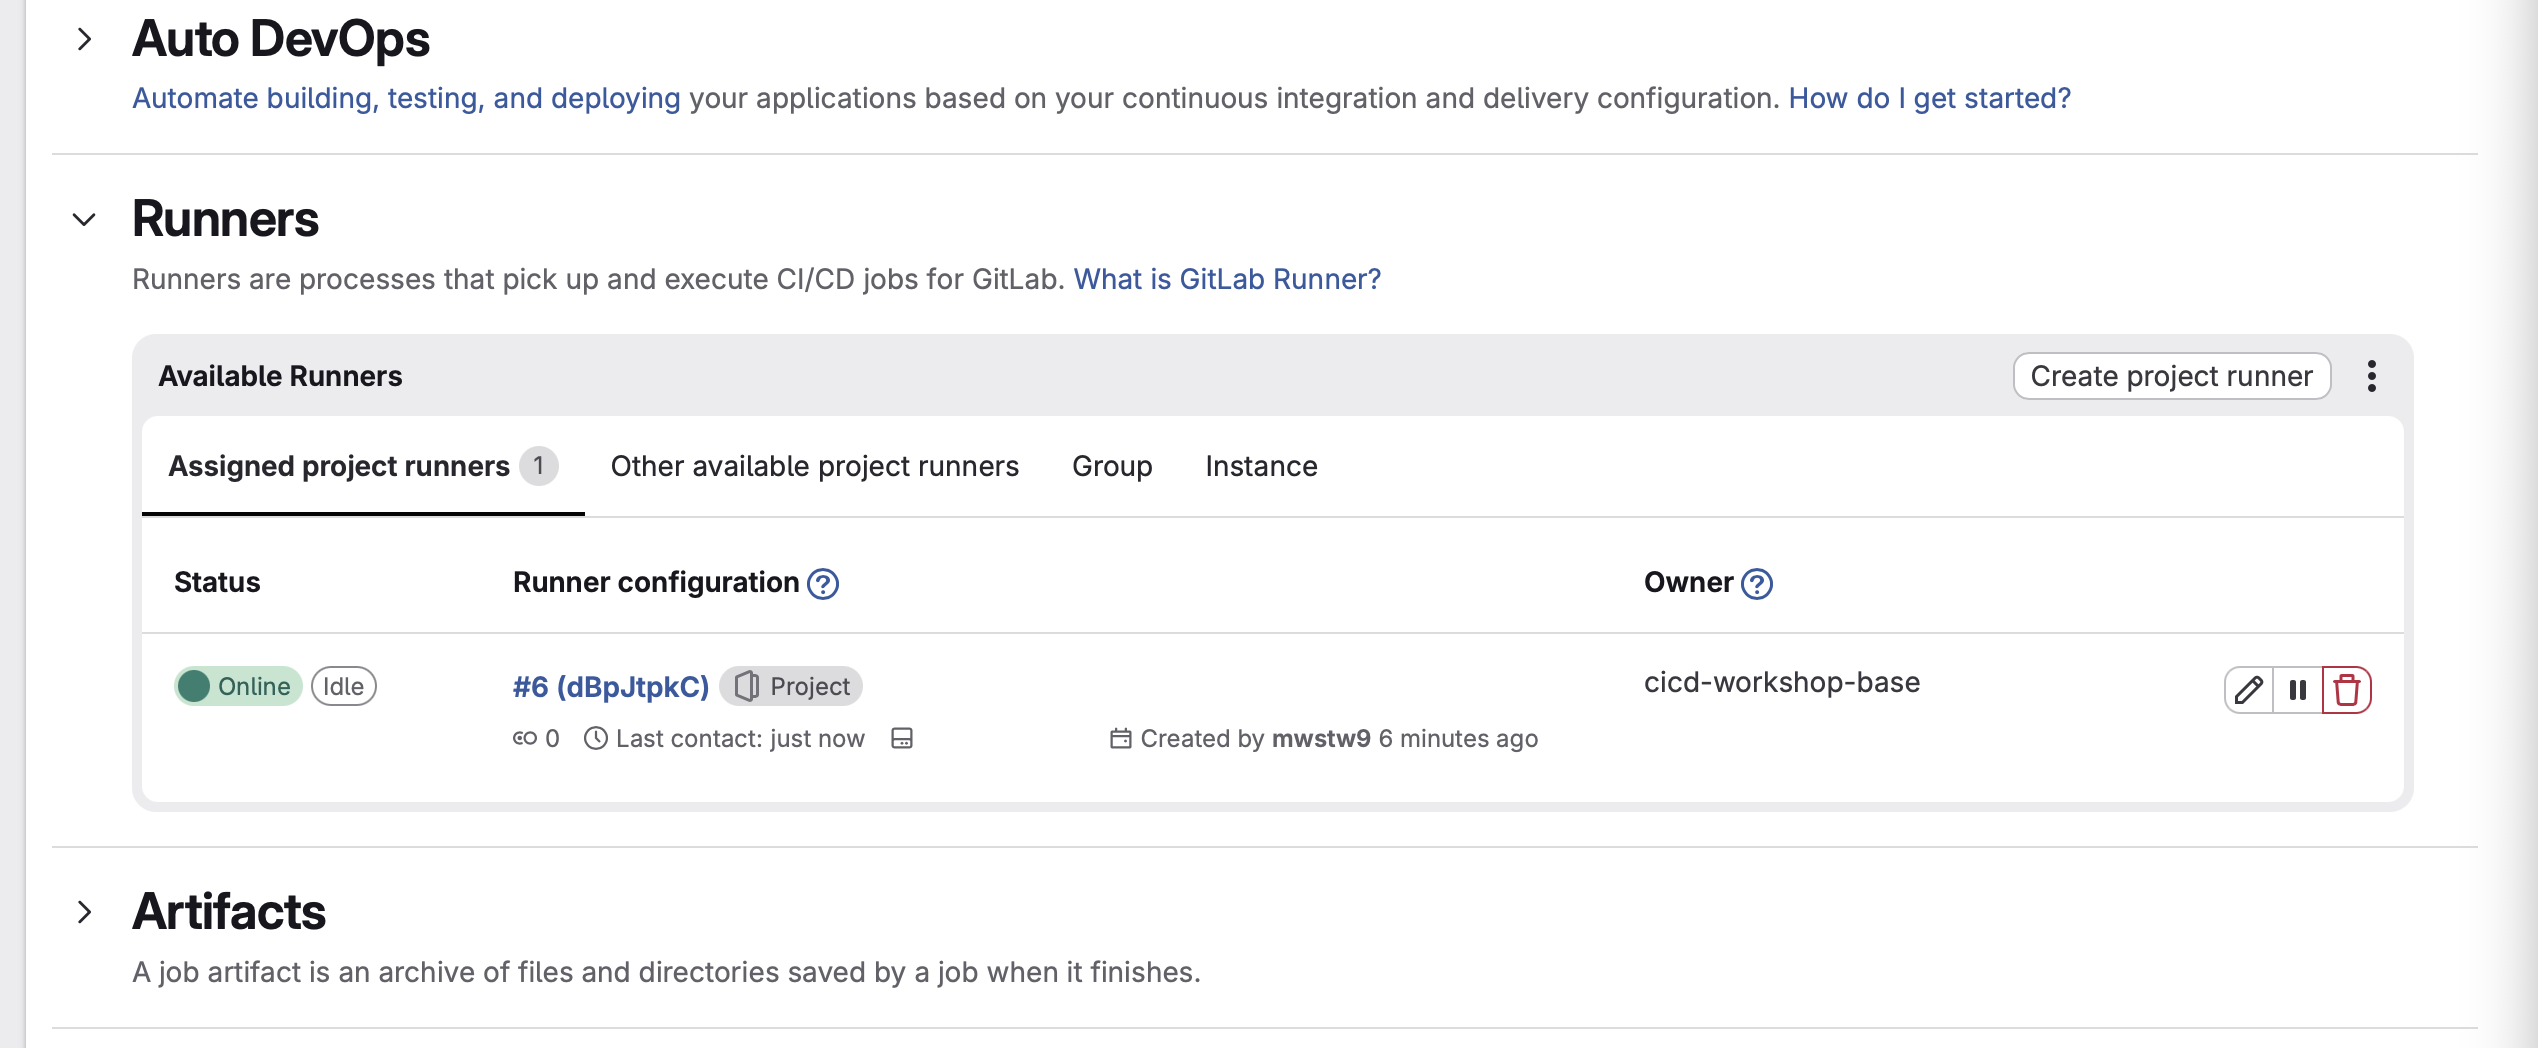 Auto DevOps
Automate building, testing, and deploying your applications based on your continuous integration and delivery configuration. How do I get started?
Runners
Runners are processes that pick up and execute CI/CD jobs for GitLab. What is GitLab Runner?
Available Runners Create project runner
Assigned project runners 1 Other available project runners Group Instance
Status Runner configuration ? Owner ?
Online Idle #6 (dBpJtpkC) Project cicd-workshop-base
0 Last contact: just now Created by mwstw9 6 minutes ago
Artifacts
A job artifact is an archive of files and directories saved by a job when it finishes.